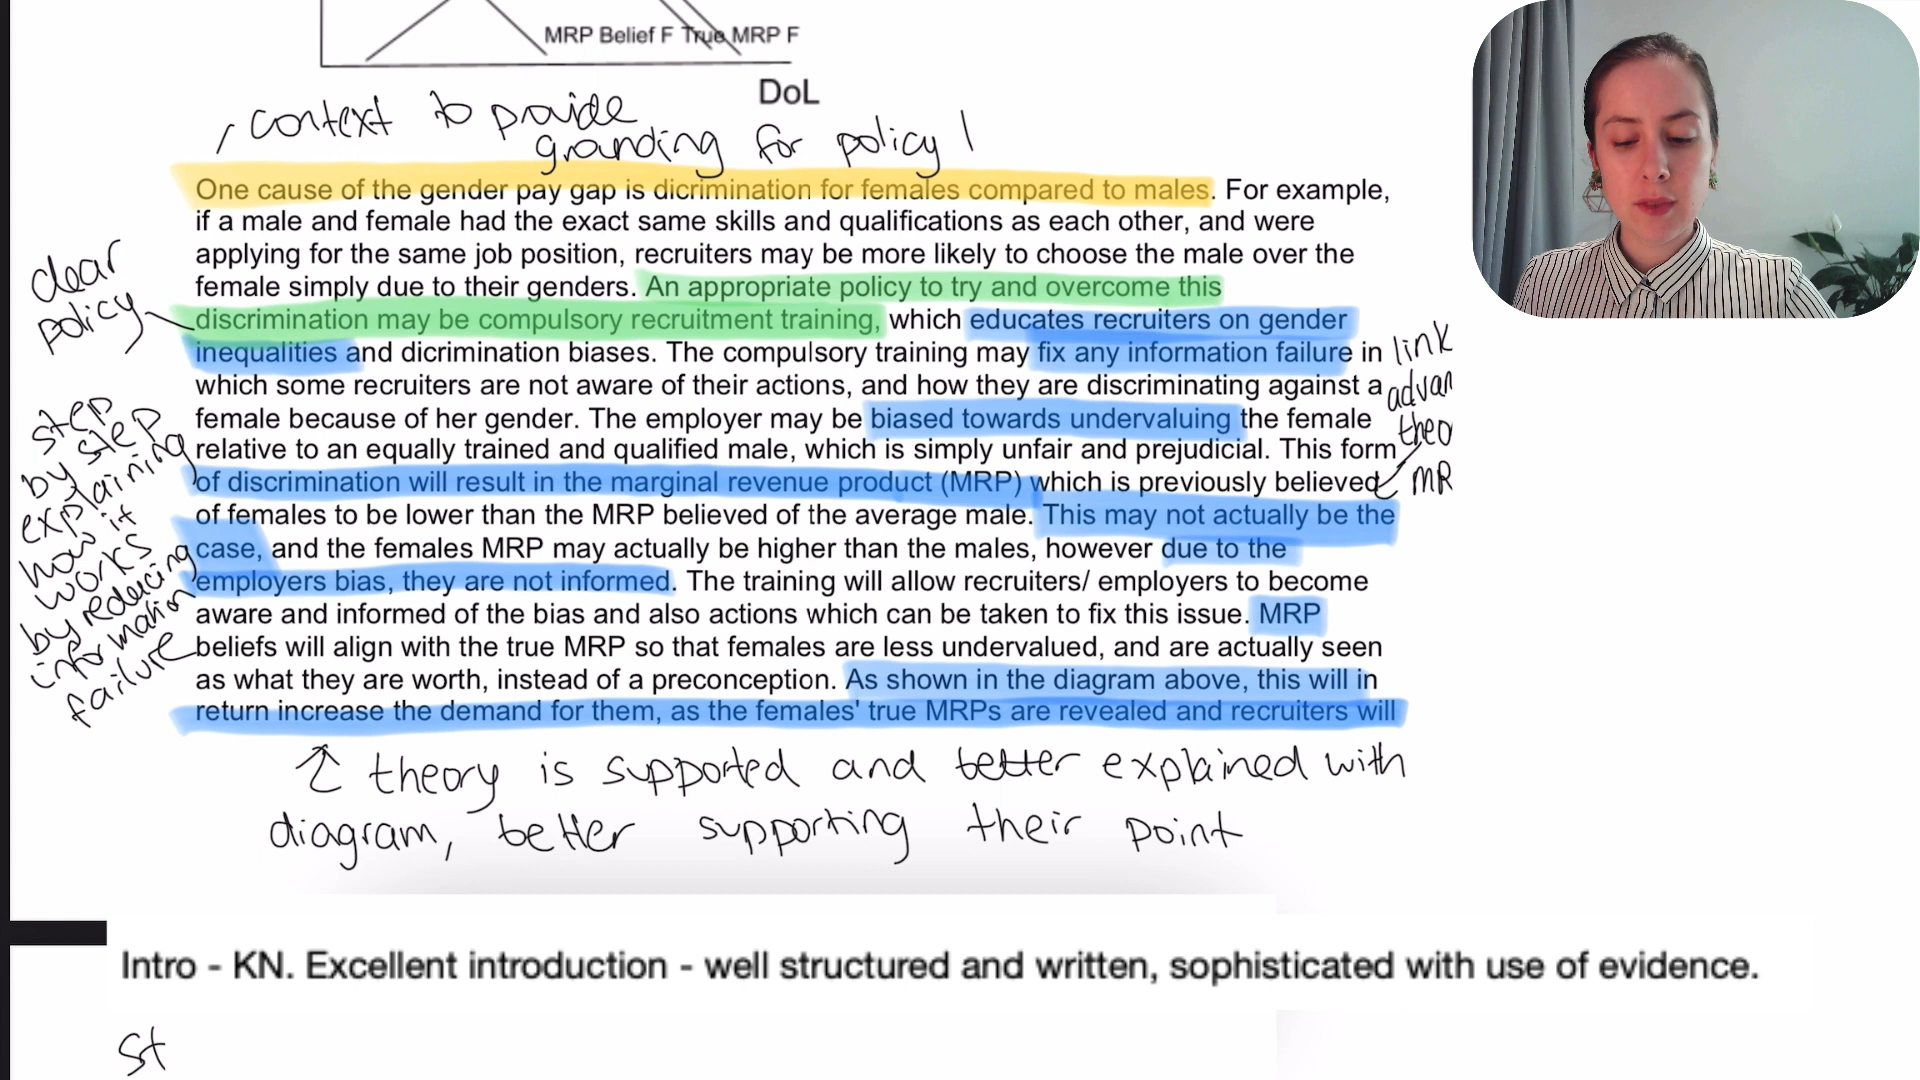 MRP Belief F True MRP F
DoL
context to provide
grounding for policy 1
One cause of the gender pay gap is dicrimination for females compared to males. For example,
if a male and female had the exact same skills and qualifications as each other, and were
applying for the same job position, recruiters may be more likely to choose the male over the
female simply due to their genders. An appropriate policy to try and overcome this
discrimination may be compulsory recruitment training, which educates recruiters on gender
inequalities and dicrimination biases. The compulsory training may fix any information failure in
which some recruiters are not aware of their actions, and how they are discriminating against a
female because of her gender. The employer may be biased towards undervaluing the female
relative to an equally trained and qualified male, which is simply unfair and prejudicial. This form
of discrimination will result in the marginal revenue product (MRP) which is previously believed
of females to be lower than the MRP believed of the average male. This may not actually be the
case, and the females MRP may actually be higher than the males, however due to the
employers bias, they are not informed. The training will allow recruiters/ employers to become
aware and informed of the bias and also actions which can be taken to fix this issue. MRP
beliefs will align with the true MRP so that females are less undervalued, and are actually seen
as what they are worth, instead of a preconception. As shown in the diagram above, this will in
return increase the demand for them, as the females' true MRPs are revealed and recruiters will
clear
policy
step
by step
explaining
how it
works
by reducing
information
failure
link
advan
theo
MR
theory is supported and better explained with
diagram, better supporting their point
Intro - KN. Excellent introduction - well structured and written, sophisticated with use of evidence.
St